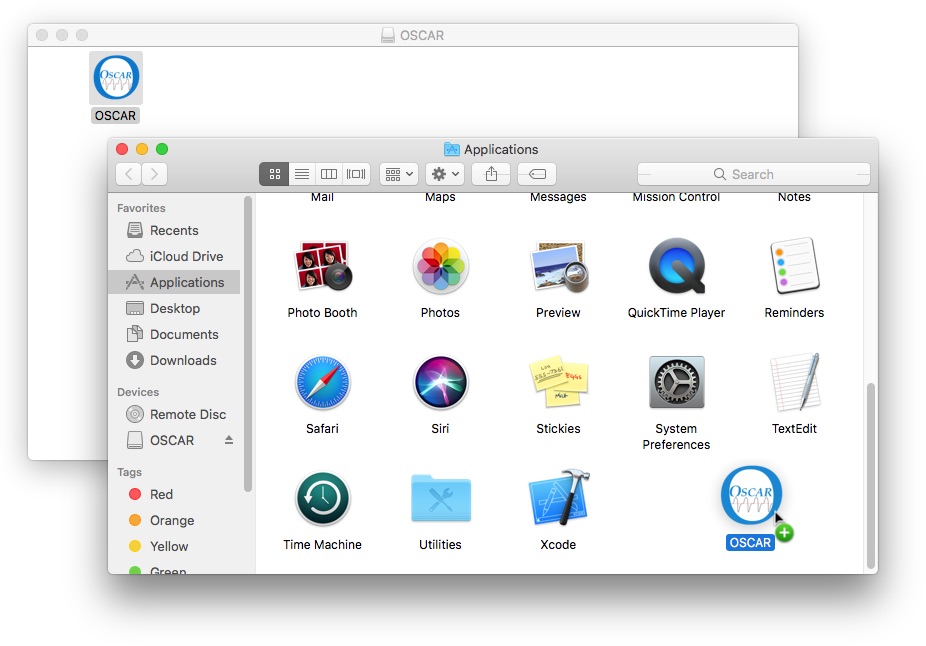 OSCAR
OSCAR
OSCAR
Applications
Search
Favorites
Recents
iCloud Drive
Applications
Desktop
Documents
Downloads
Devices
Remote Disc
OSCAR
Tags
Red
Orange
Yellow
Green
Mail
Maps
Messages
Mission Control
Notes
Photo Booth
Photos
Preview
QuickTime Player
Reminders
Safari
Siri
Stickies
System
Preferences
TextEdit
Time Machine
Utilities
Xcode
OSCAR
OSCAR